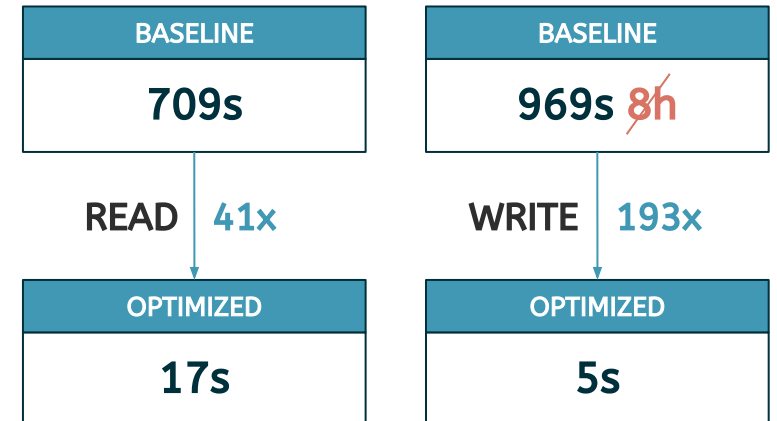 BASELINE
709s
READ 41x
OPTIMIZED
17s
BASELINE
969s 8h
WRITE 193x
OPTIMIZED
5s